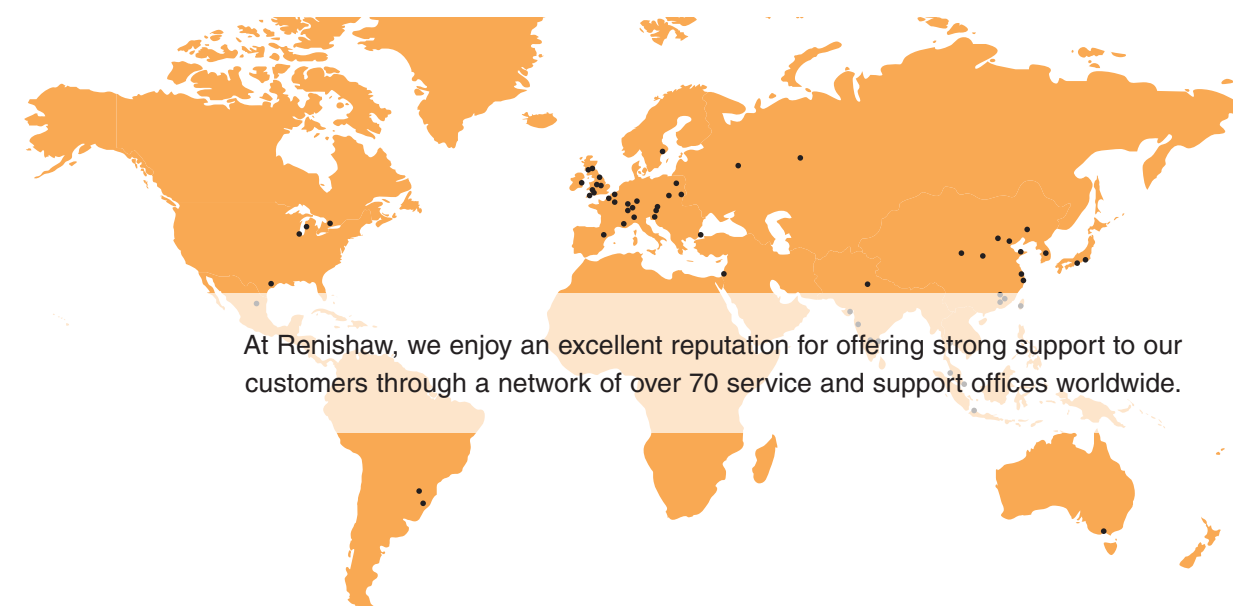 At Renishaw, we enjoy an excellent reputation for offering strong support to our
customers through a network of over 70 service and support offices worldwide.